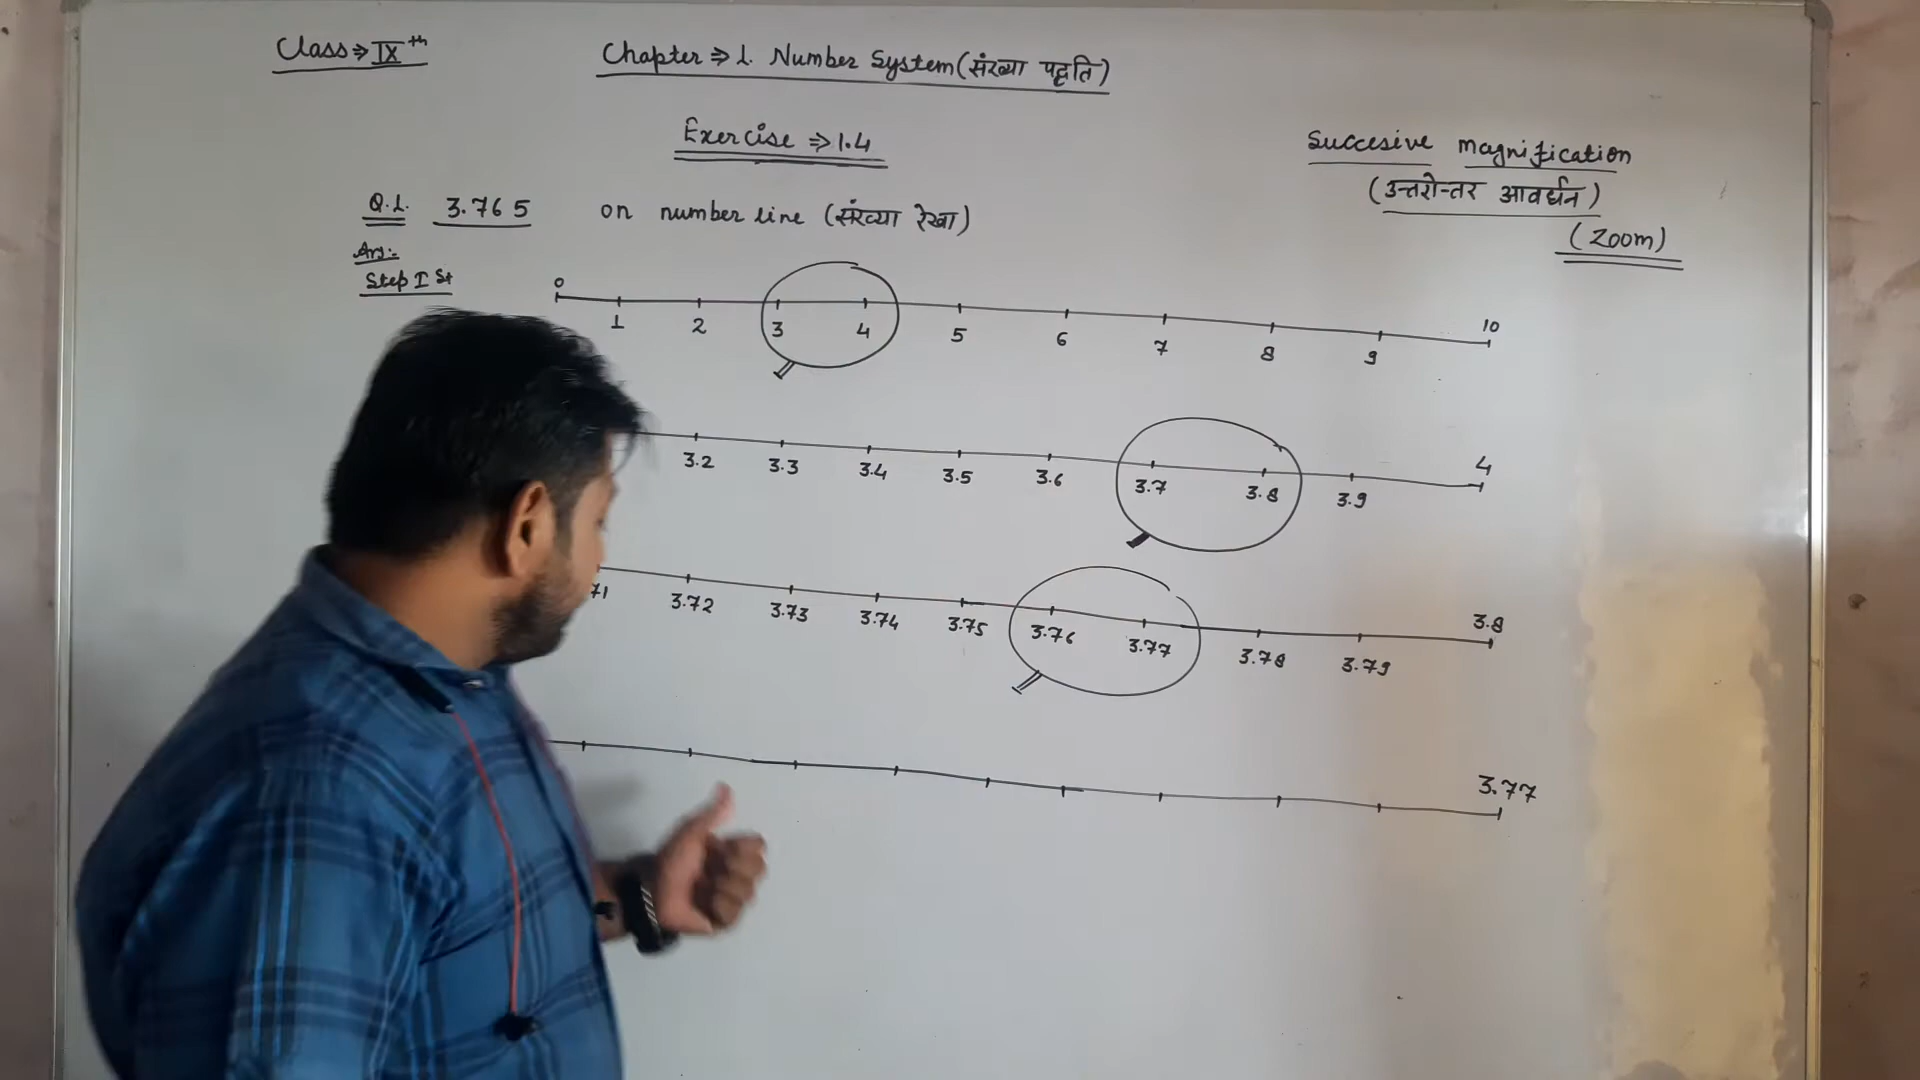 Class⇒IXth
Chapter⇒1. Number System(संख्या पद्धति)
Exercise⇒1.4
Succesive magnification
(उत्तरोत्तर आवर्धन)
(Zoom)
Q.1. 3.765 on number line (संख्या रेखा)
Ans:-
Step I St
0 1 2 3 4 5 6 7 8 9 10
3.2 3.3 3.4 3.5 3.6 3.7 3.8 3.9 4
71 3.72 3.73 3.74 3.75 3.76 3.77 3.78 3.79 3.8
3.77